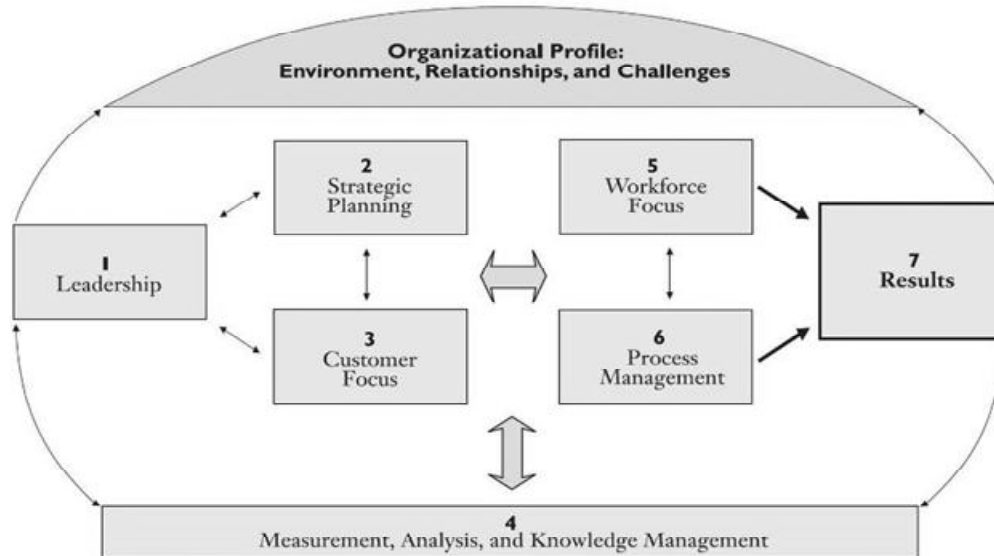 Organizational Profile:
Environment, Relationships, and Challenges
2
Strategic
Planning
5
Workforce
Focus
1
Leadership
7
Results
3
Customer
Focus
6
Process
Management
4
Measurement, Analysis, and Knowledge Management